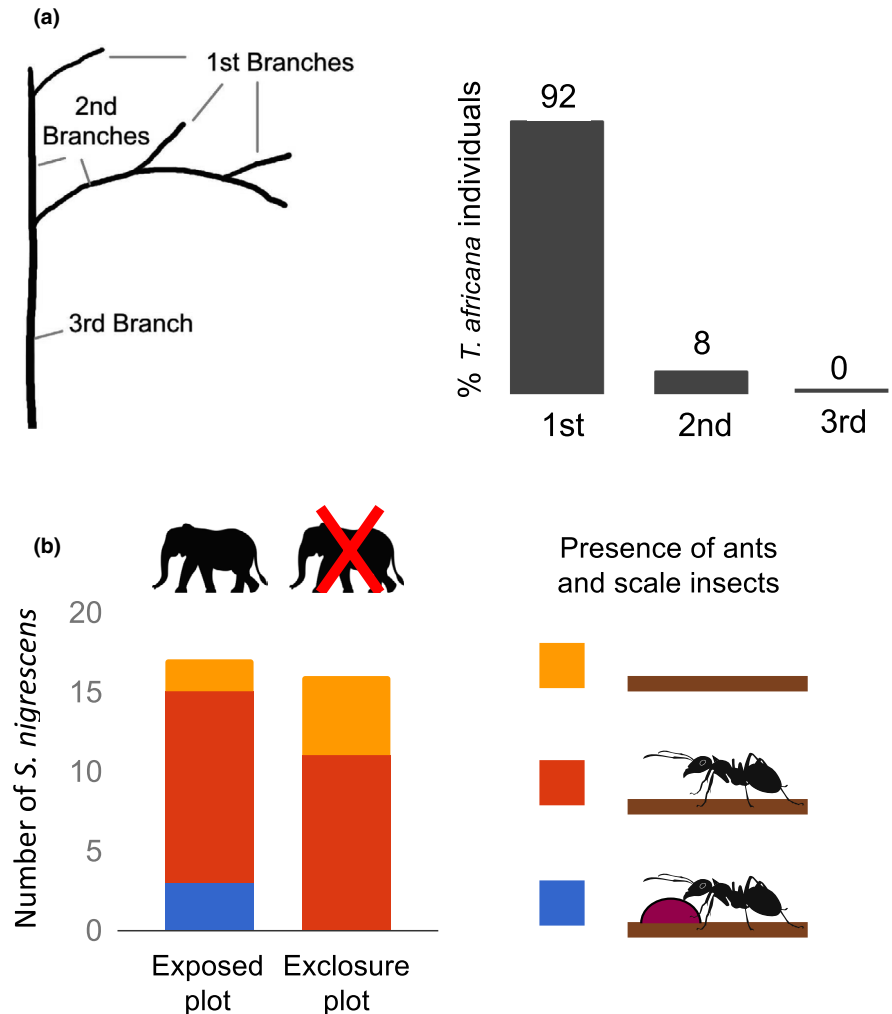 (a)
1st Branches
2nd
Branches
3rd Branch
% T. africana individuals
92
8
0
1st
2nd
3rd
(b)
Number of S. nigrescens
20
15
10
5
0
Exposed
plot
Exclosure
plot
Presence of ants
and scale insects